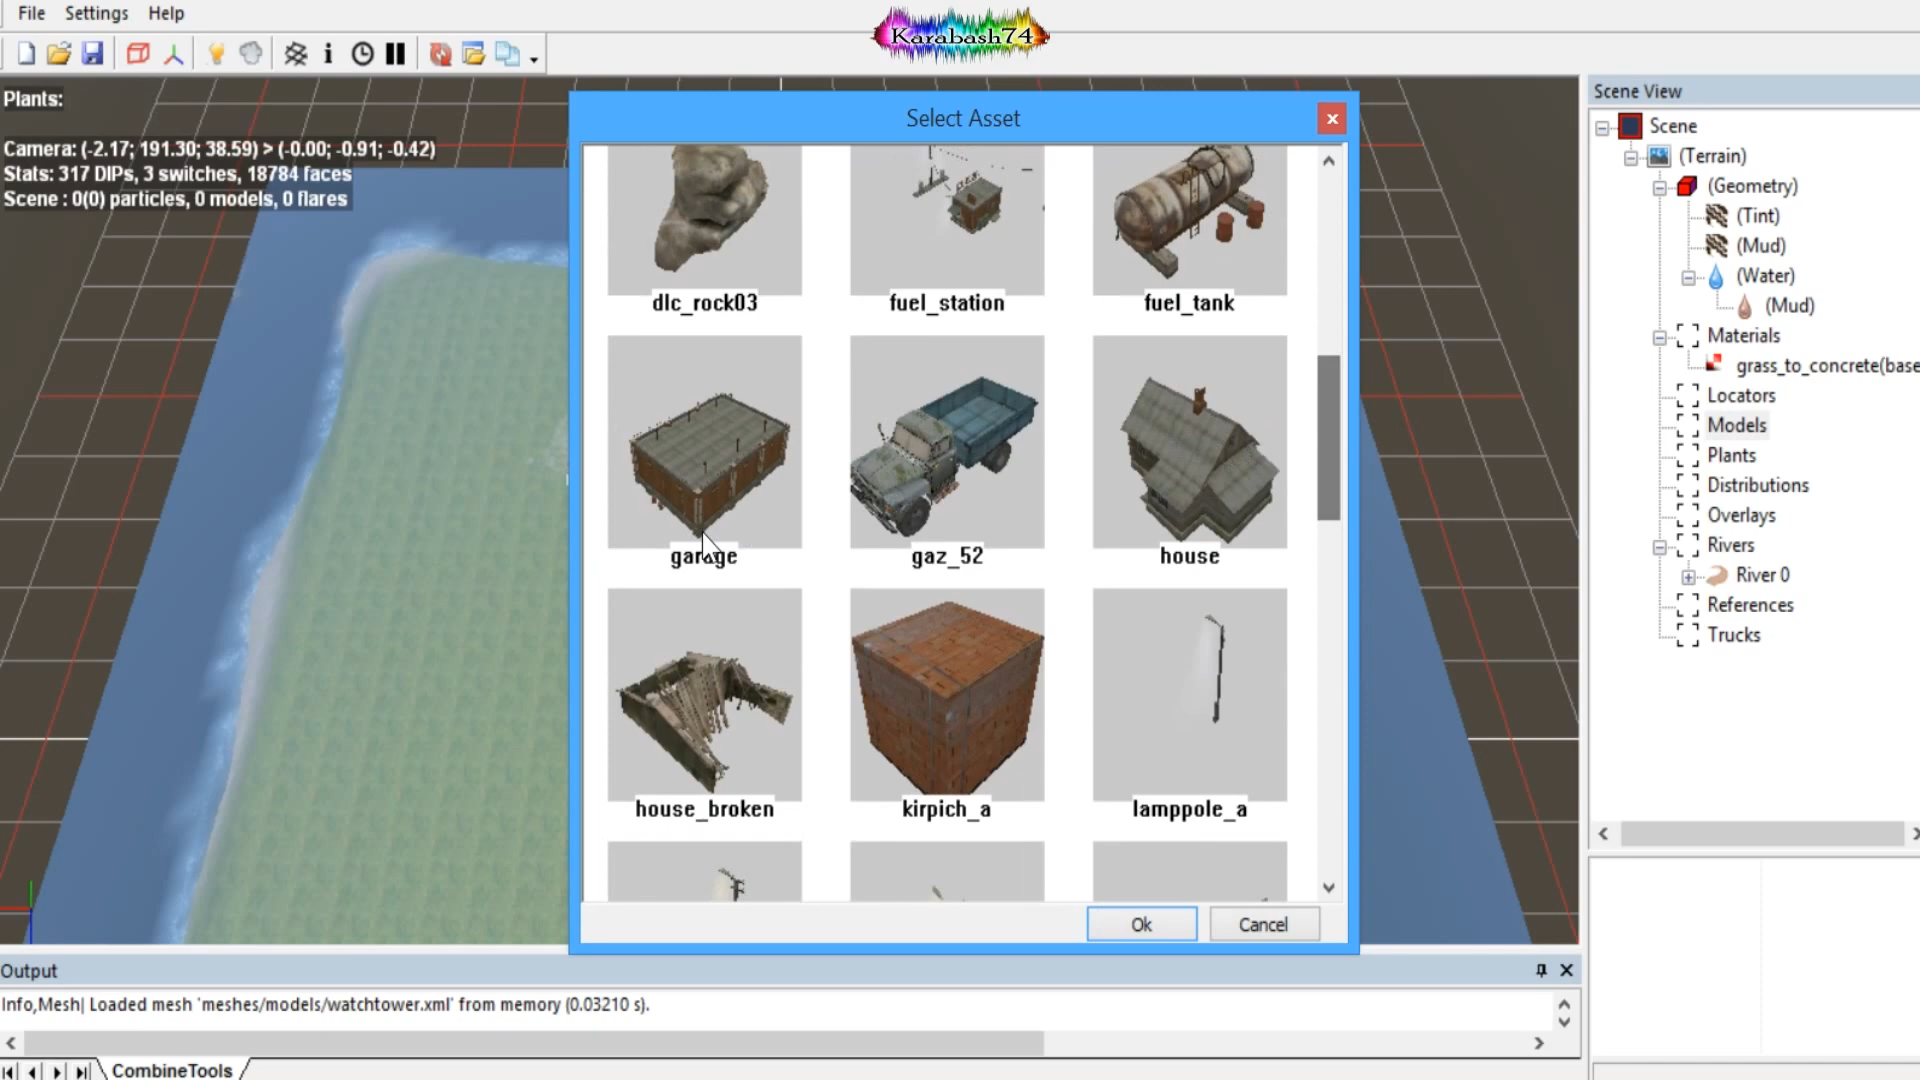 File Settings Help
Karabash74
Plants:
Camera: (-2.17; 191.30; 38.59) > (-0.00; -0.91; -0.42)
Stats: 317 DIPs, 3 switches, 18784 faces
Scene : 0(0) particles, 0 models, 0 flares
Select Asset
dlc_rock03 fuel_station fuel_tank
garage gaz_52 house
house_broken kirpich_a lamppole_a
Ok Cancel
Scene View
Scene
(Terrain)
(Geometry)
(Tint)
(Mud)
(Water)
(Mud)
Materials
grass_to_concrete(base
Locators
Models
Plants
Distributions
Overlays
Rivers
River 0
References
Trucks
Output
Info,Mesh| Loaded mesh 'meshes/models/watchtower.xml' from memory (0.03210 s).
CombineTools